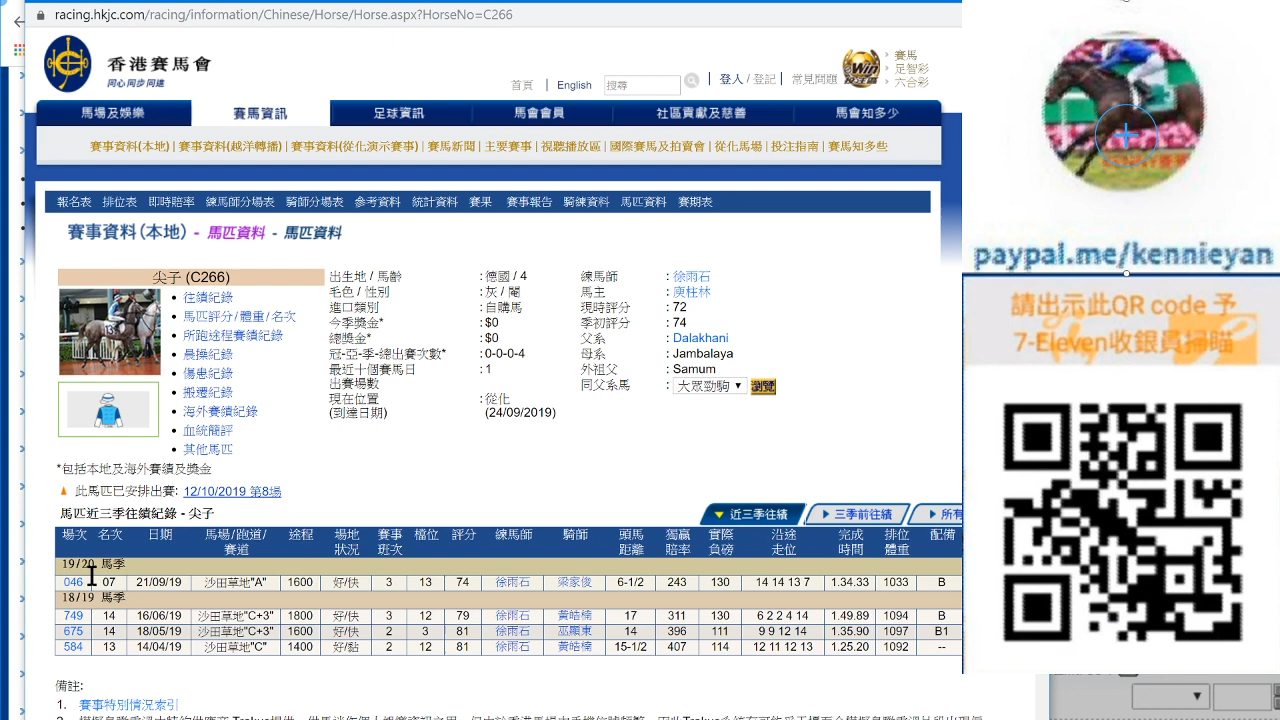 racing.hkjc.com/racing/information/Chinese/Horse/Horse.aspx?HorseNo=C266
香港賽馬會
同心同步同進
首頁 | English 搜尋 | 登入 / 登記 | 常見問題
賽馬
足智彩
六合彩
馬場及娛樂 賽馬資訊 足球資訊 馬會會員 社區貢獻及慈善 馬會知多少
賽事資料(本地) | 賽事資料(越洋轉播) | 賽事資料(從化演示賽事) | 賽馬新聞 | 主要賽事 | 視聽播放區 | 國際賽馬及拍賣會 | 從化馬場 | 投注指南 | 賽馬知多些
報名表 排位表 即時賠率 練馬師分場表 騎師分場表 參考資料 統計資料 賽果 賽事報告 騎練資料 馬匹資料 賽期表
賽事資料(本地) - 馬匹資料 - 馬匹資料
尖子 (C266)
往績紀錄
馬匹評分/體重/名次
所跑途程賽績紀錄
晨操紀錄
傷患紀錄
搬遷紀錄
海外賽績紀錄
血統簡評
其他馬匹
出生地 / 馬齡 : 德國 / 4
毛色 / 性別 : 灰 / 閹
進口類別 : 自購馬
今季獎金* : $0
總獎金* : $0
冠-亞-季-總出賽次數* : 0-0-0-4
最近十個賽馬日 : 1
出賽場數
現在位置 : 從化
(到達日期) (24/09/2019)
練馬師 : 徐雨石
馬主 : 庾柱林
現時評分 : 72
季初評分 : 74
父系 : Dalakhani
母系 : Jambalaya
外祖父 : Samum
同父系馬 : 大眾勁駒 瀏覽
*包括本地及海外賽績及獎金
此馬匹已安排出賽: 12/10/2019 第8場
馬匹近三季往績紀錄 - 尖子
近三季往績 三季前往績 所有
場次 名次 日期 馬場/跑道/賽道 途程 場地狀況 賽事班次 檔位 評分 練馬師 騎師 頭馬距離 獨贏賠率 實際負磅 沿途走位 完成時間 排位體重 配備
19/20 馬季
046 07 21/09/19 沙田草地"A" 1600 好/快 3 13 74 徐雨石 梁家俊 6-1/2 243 130 14 14 13 7 1.34.33 1033 B
18/19 馬季
749 14 16/06/19 沙田草地"C+3" 1800 好/快 3 12 79 徐雨石 黃皓楠 17 311 130 6 2 2 4 14 1.49.89 1094 B
675 14 18/05/19 沙田草地"C+3" 1600 好/快 2 3 81 徐雨石 巫顯東 14 396 111 9 9 12 14 1.35.90 1097 B1
584 13 14/04/19 沙田草地"C" 1400 好/黏 2 12 81 徐雨石 黃皓楠 15-1/2 407 114 12 11 12 13 1.25.20 1092 --
備註:
1. 賽事特別情況索引
paypal.me/kennieyan
請出示此QR code 予
7-Eleven收銀員掃瞄